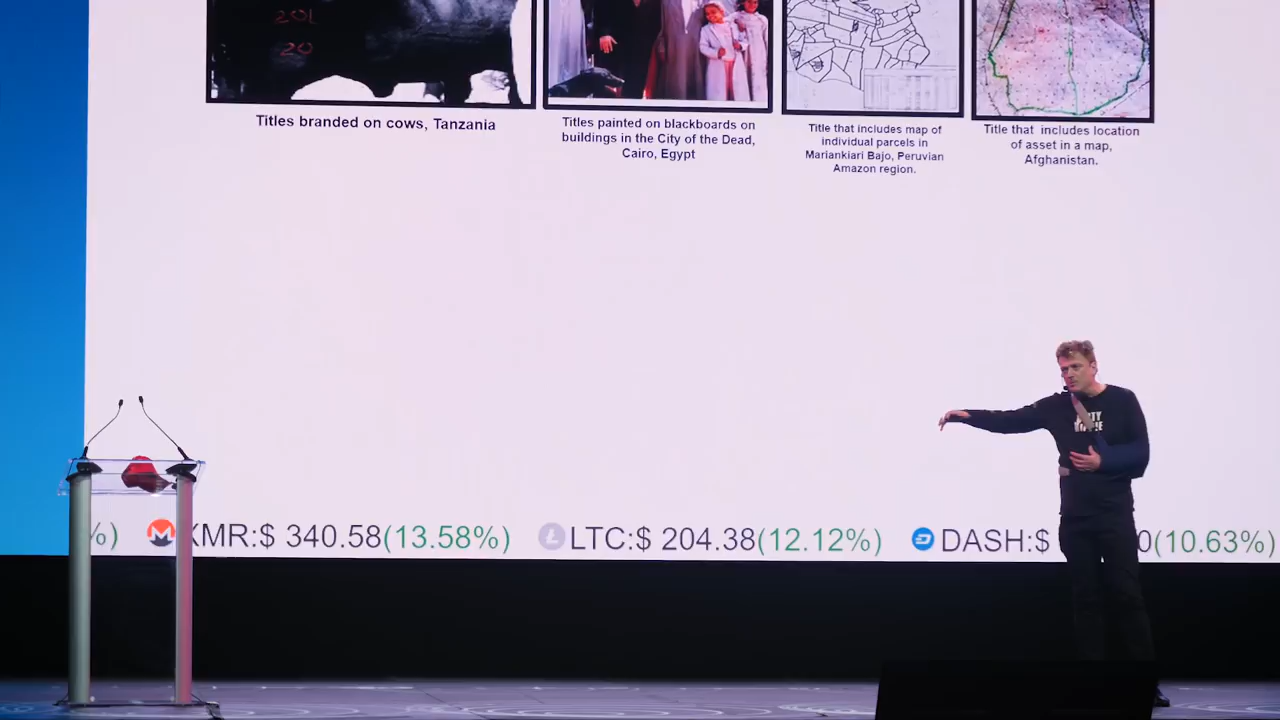 201
20
Titles branded on cows, Tanzania
Titles painted on blackboards on
buildings in the City of the Dead,
Cairo, Egypt
Title that includes map of
individual parcels in
Mariankiari Bajo, Peruvian
Amazon region.
Title that includes location
of asset in a map,
Afghanistan.
%) XMR:$ 340.58(13.58%) LTC:$ 204.38(12.12%) DASH:$ 0(10.63%)